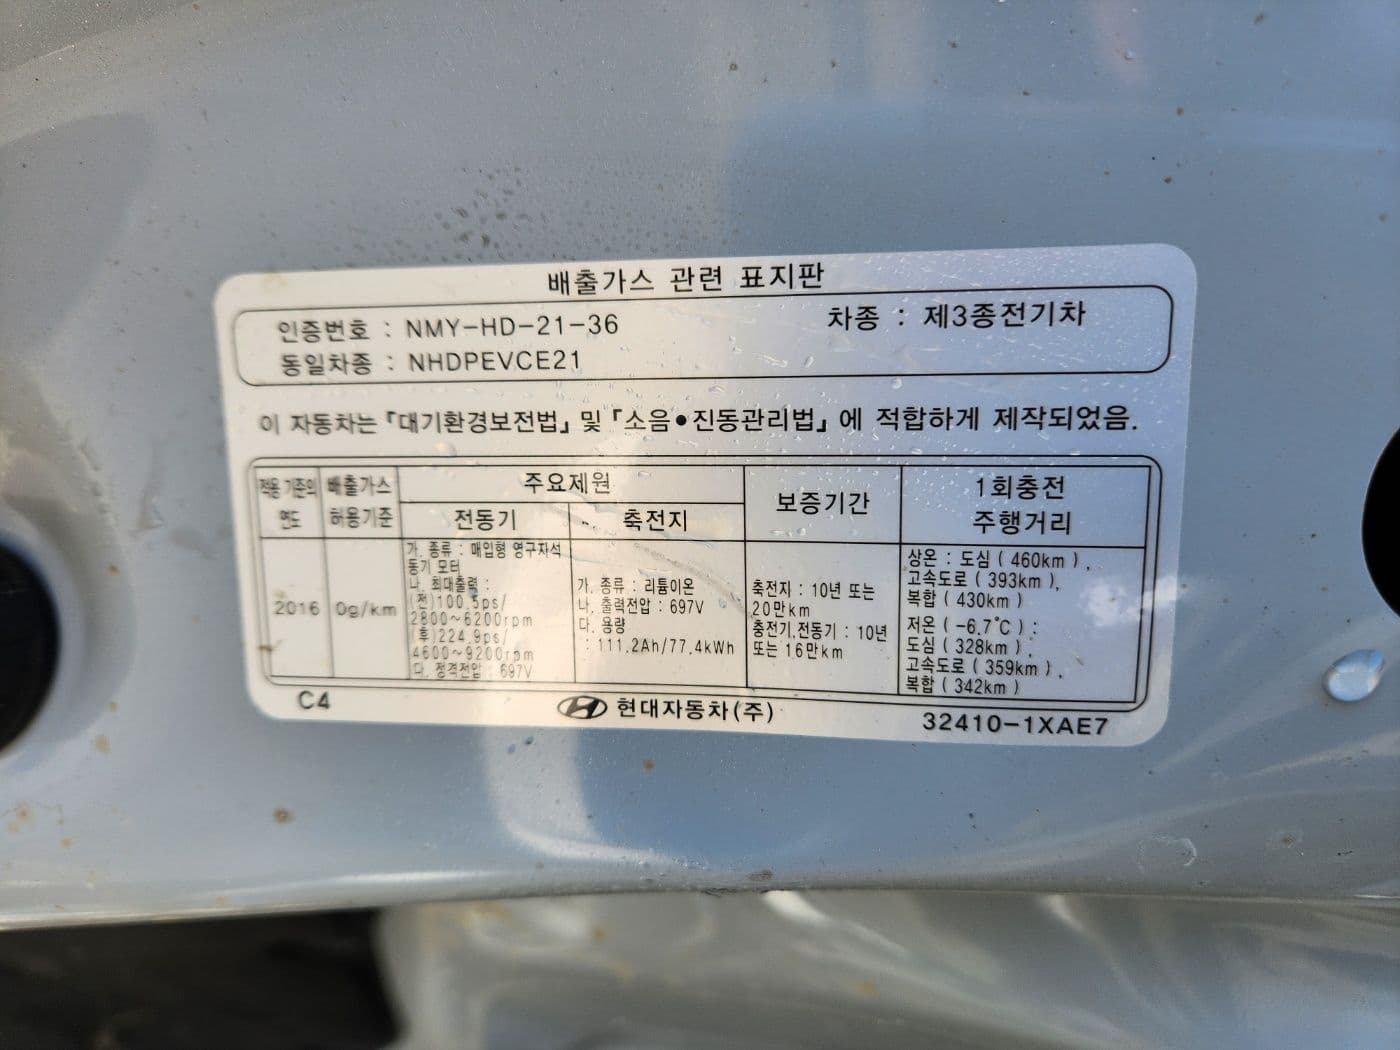 배출가스 관련 표지판
인증번호 : NMY-HD-21-36
차종 : 제3종전기차
동일차종 : NHDPEVCE21
이 자동차는 「대기환경보전법」 및 「소음•진동관리법」 에 적합하게 제작되었음.
적용 기준의
연도
배출가스
허용기준
주요제원
전동기
축전지
보증기간
1회충전
주행거리
2016
0g/km
가. 종류 : 매입형 영구자석
동기 모터
나. 최대출력 :
(전)100.5ps/
2800~6200rpm
(후)224.9ps/
4600~9200rpm
다. 정격전압 : 697V
가. 종류 : 리튬이온
나. 출력전압 : 697V
다. 용량
: 111.2Ah/77.4kWh
축전지 : 10년 또는
20만km
충전기,전동기 : 10년
또는 16만km
상온 : 도심 ( 460km ) ,
고속도로 ( 393km ),
복합 ( 430km )
저온 ( -6.7℃ ) :
도심 ( 328km ) ,
고속도로 ( 359km ) ,
복합 ( 342km )
C4
현대자동차(주)
32410-1XAE7